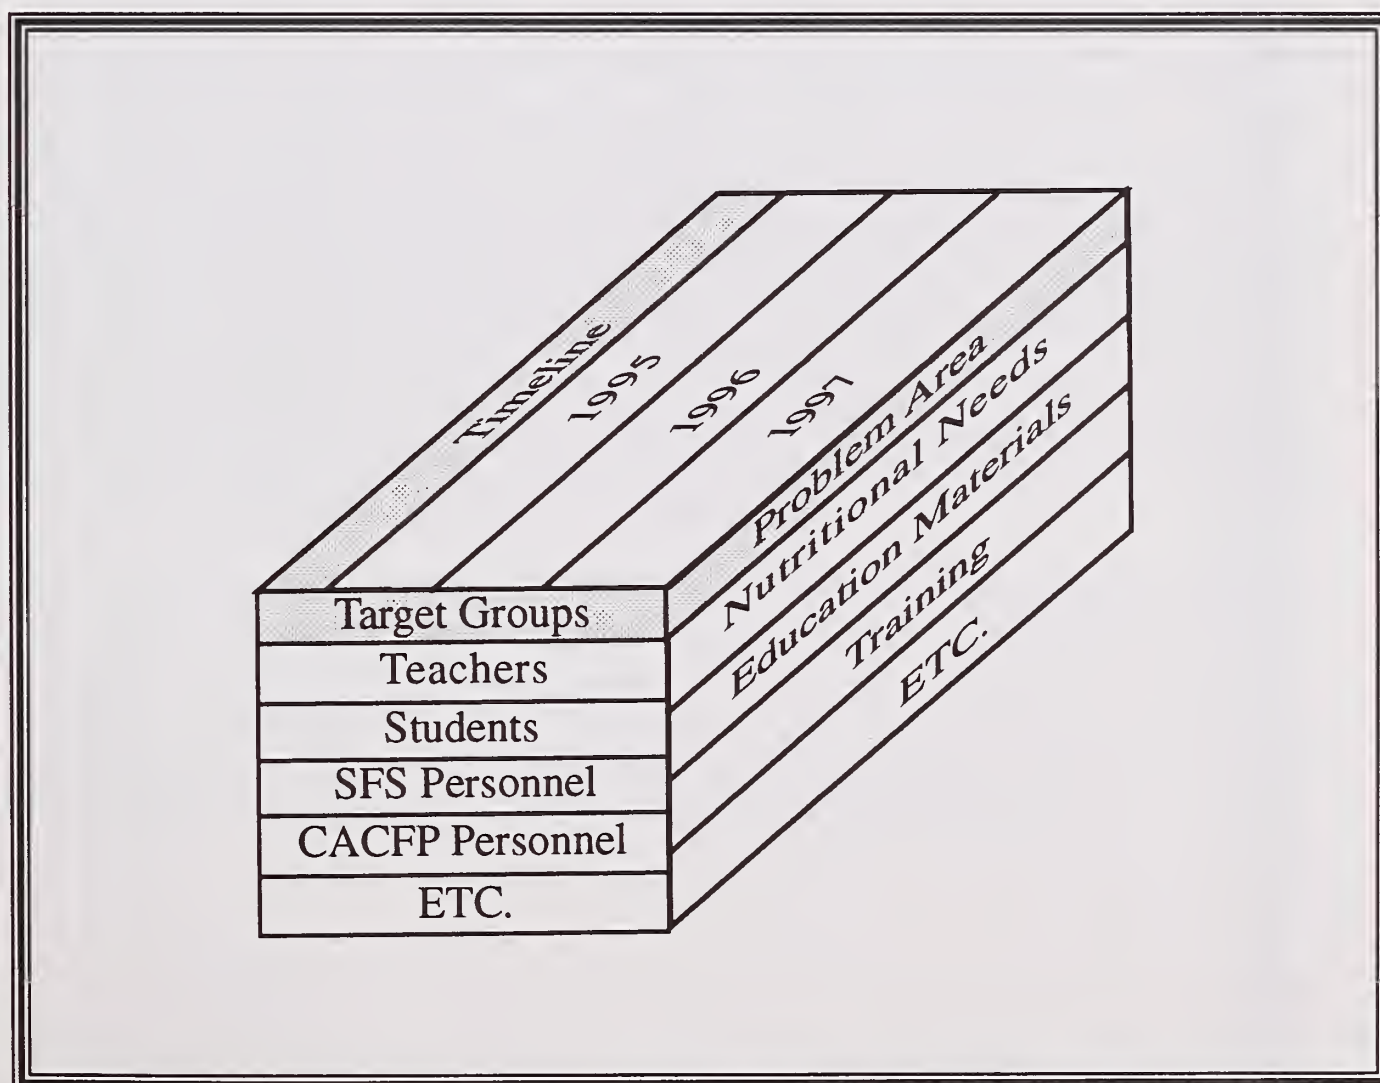 Timeline
1995
1996
1997
Target Groups
Teachers
Students
SFS Personnel
CACFP Personnel
ETC.
Problem Area
Nutritional Needs
Education Materials
Training
ETC.